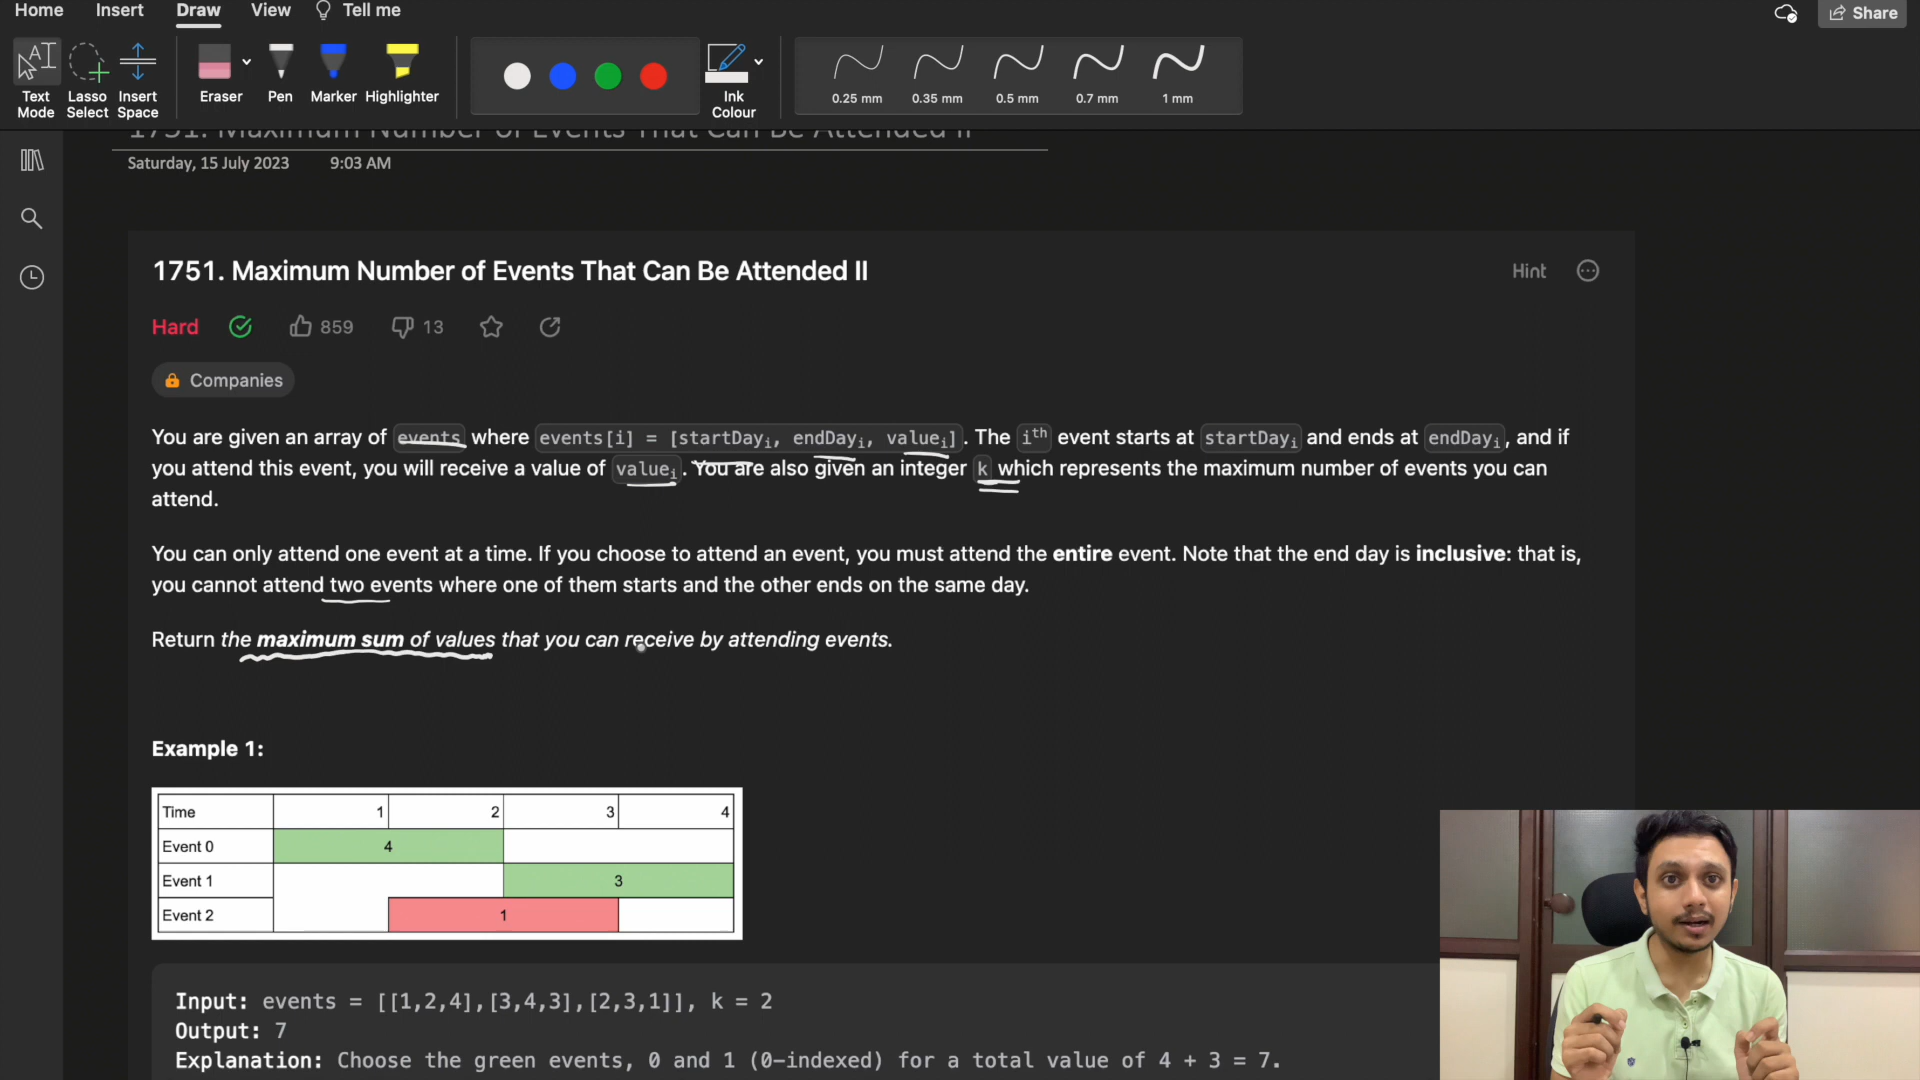 Home Insert Draw View Tell me
Share
Text Mode
Lasso Select
Insert Space
Eraser
Pen
Marker
Highlighter
Ink Colour
0.25 mm
0.35 mm
0.5 mm
0.7 mm
1 mm
1751. Maximum Number of Events That Can Be Attended II
Saturday, 15 July 2023 9:03 AM
1751. Maximum Number of Events That Can Be Attended II
Hint
Hard 859 13
Companies
You are given an array of events where events[i] = [startDayᵢ, endDayᵢ, valueᵢ]. The iᵗʰ event starts at startDayᵢ and ends at endDayᵢ, and if
you attend this event, you will receive a value of valueᵢ. You are also given an integer k which represents the maximum number of events you can
attend.
You can only attend one event at a time. If you choose to attend an event, you must attend the entire event. Note that the end day is inclusive: that is,
you cannot attend two events where one of them starts and the other ends on the same day.
Return the maximum sum of values that you can receive by attending events.
Example 1:
Time 1 2 3 4
Event 0 4
Event 1 3
Event 2 1
Input: events = [[1,2,4],[3,4,3],[2,3,1]], k = 2
Output: 7
Explanation: Choose the green events, 0 and 1 (0-indexed) for a total value of 4 + 3 = 7.